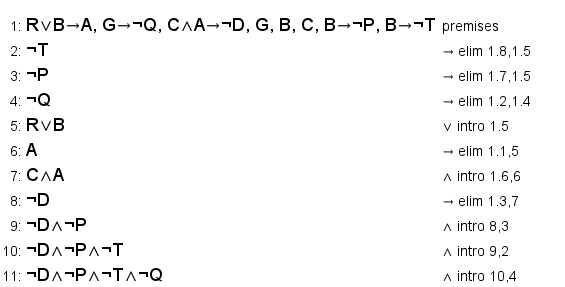 1: R∨B→A, G→¬Q, C∧A→¬D, G, B, C, B→¬P, B→¬T premises
2: ¬T → elim 1.8,1.5
3: ¬P → elim 1.7,1.5
4: ¬Q → elim 1.2,1.4
5: R∨B ∨ intro 1.5
6: A → elim 1.1,5
7: C∧A ∧ intro 1.6,6
8: ¬D → elim 1.3,7
9: ¬D∧¬P ∧ intro 8,3
10: ¬D∧¬P∧¬T ∧ intro 9,2
11: ¬D∧¬P∧¬T∧¬Q ∧ intro 10,4